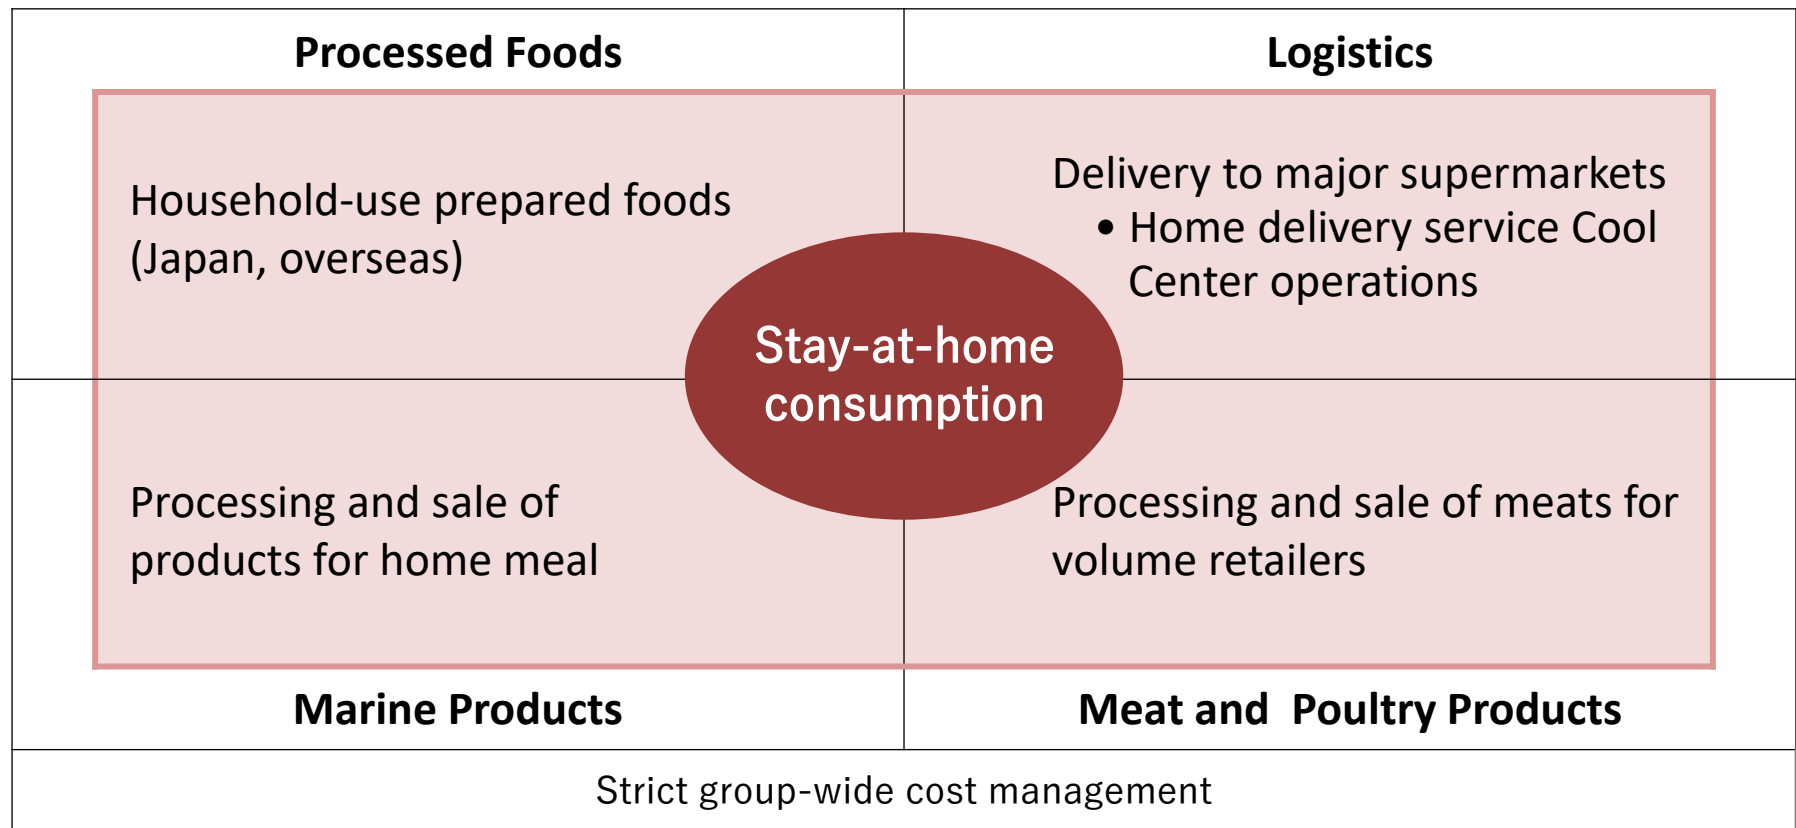 Processed Foods
Logistics
Household-use prepared foods
(Japan, overseas)
Delivery to major supermarkets
• Home delivery service Cool
Center operations
Stay-at-home
consumption
Processing and sale of
products for home meal
Processing and sale of meats for
volume retailers
Marine Products
Meat and  Poultry Products
Strict group-wide cost management